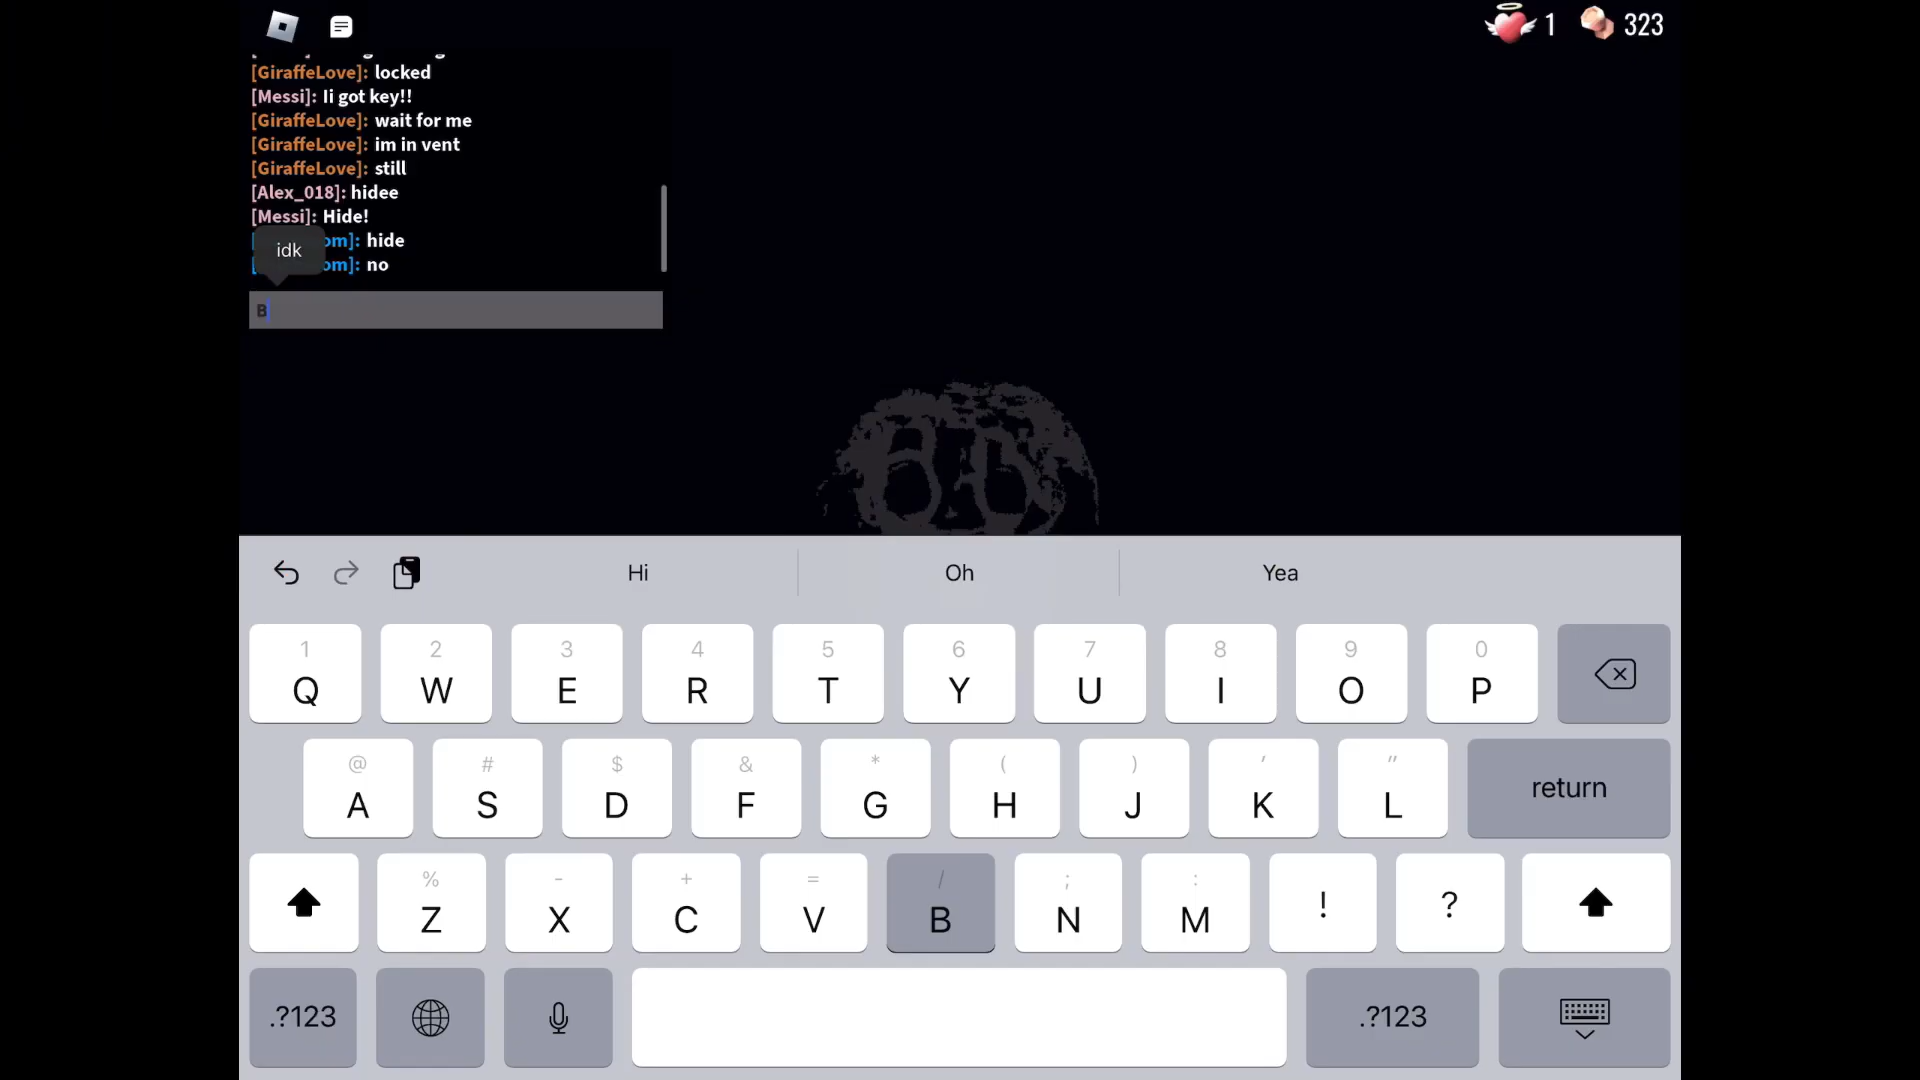 1 323
[GiraffeLove]: locked
[Messi]: Ii got key!!
[GiraffeLove]: wait for me
[GiraffeLove]: im in vent
[GiraffeLove]: still
[Alex_018]: hidee
[Messi]: Hide!
om]: hide
idk
om]: no
B
Hi Oh Yea
1 2 3 4 5 6 7 8 9 0
Q W E R T Y U I O P
@ # $ & * ( ) ' "
A S D F G H J K L return
% - + = / ; :
Z X C V B N M ! ?
.?123 .?123